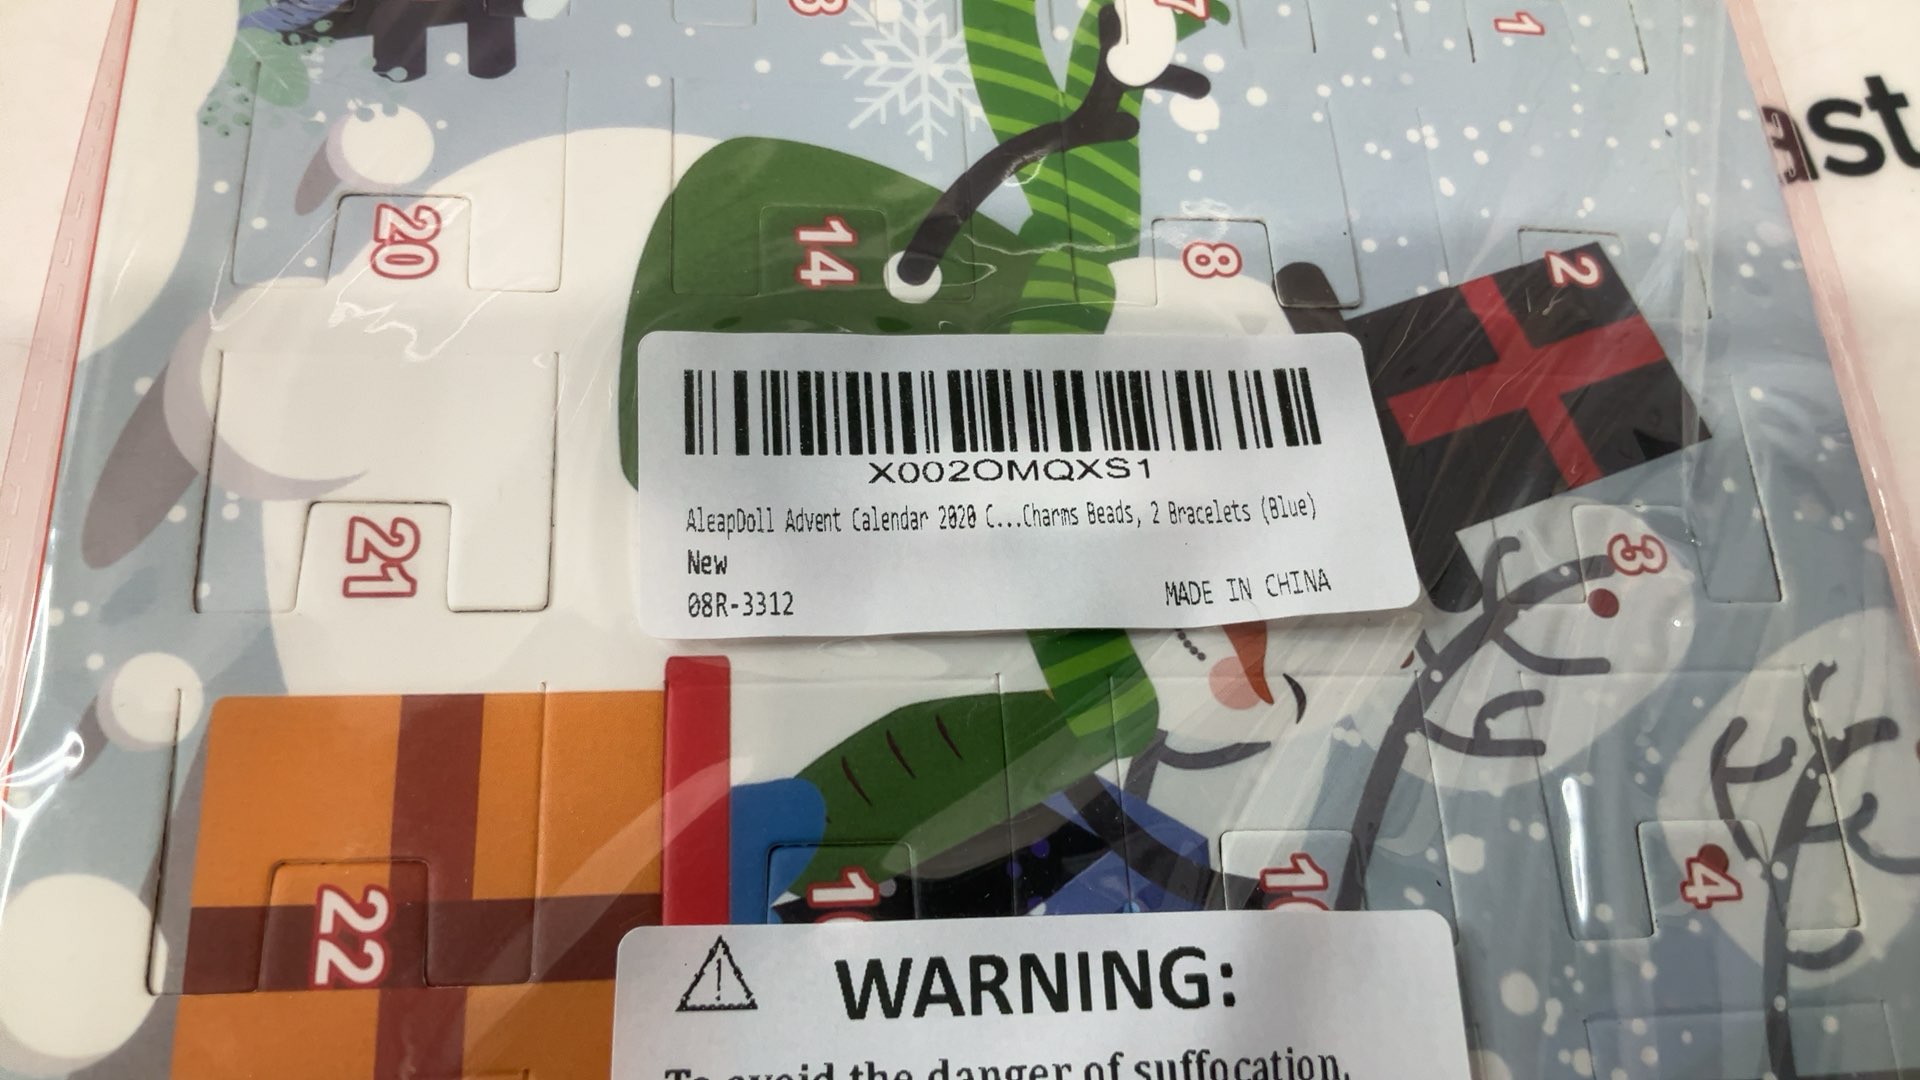 1
20
14
8
2
X002OMQXS1
AleapDoll Advent Calendar 2020 C...Charms Beads, 2 Bracelets (Blue)
New
08R-3312
MADE IN CHINA
21
3
22
4
WARNING:
To avoid the danger of suffocation,